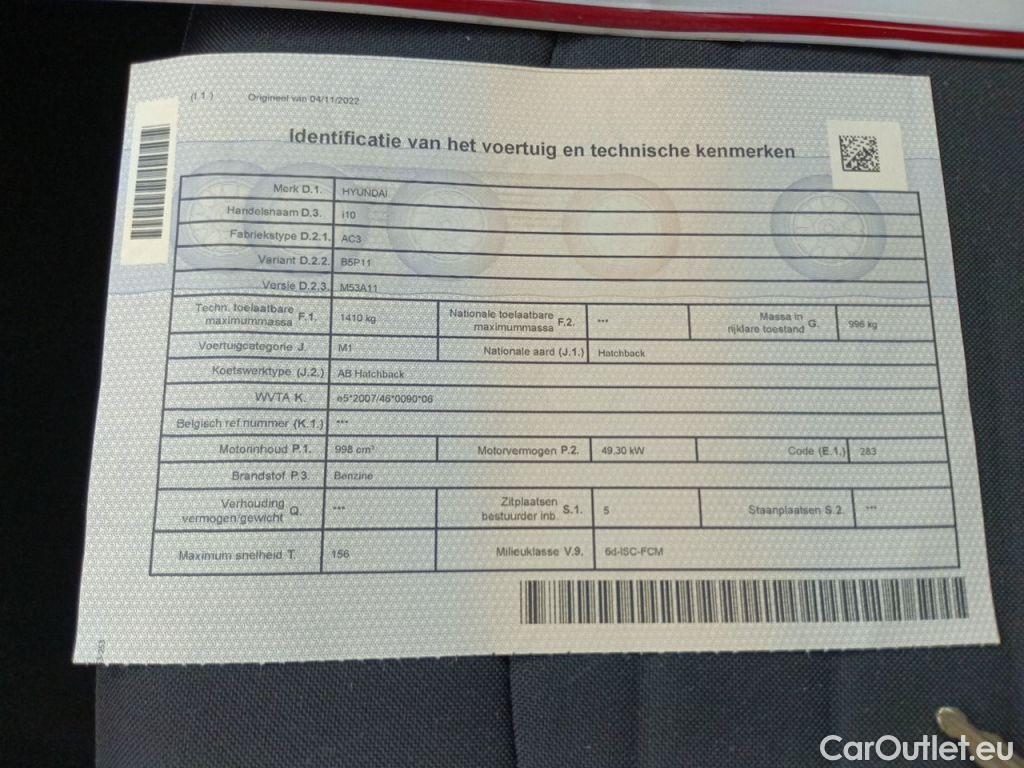 (I.1.) Origineel van 04/11/2022
Identificatie van het voertuig en technische kenmerken
Merk D.1. HYUNDAI
Handelsnaam D.3. i10
Fabriekstype D.2.1. AC3
Variant D.2.2. B5P11
Versie D.2.3. M53A11
Techn. toelaatbare maximummassa F.1. 1410 kg Nationale toelaatbare maximummassa F.2. *** Massa in rijklare toestand G. 996 kg
Voertuigcategorie J. M1 Nationale aard (J.1.) Hatchback
Koetswerktype (J.2.) AB Hatchback
WVTA K. e5*2007/46*0090*06
Belgisch ref.nummer (K.1.) ***
Motorinhoud P.1. 998 cm³ Motorvermogen P.2. 49,30 kW Code (E.1.) 283
Brandstof P.3. Benzine
Verhouding vermogen/gewicht Q. *** Zitplaatsen bestuurder inb. S.1. 5 Staanplaatsen S.2. ***
Maximum snelheid T. 156 Milieuklasse V.9. 6d-ISC-FCM
CarOutlet.eu